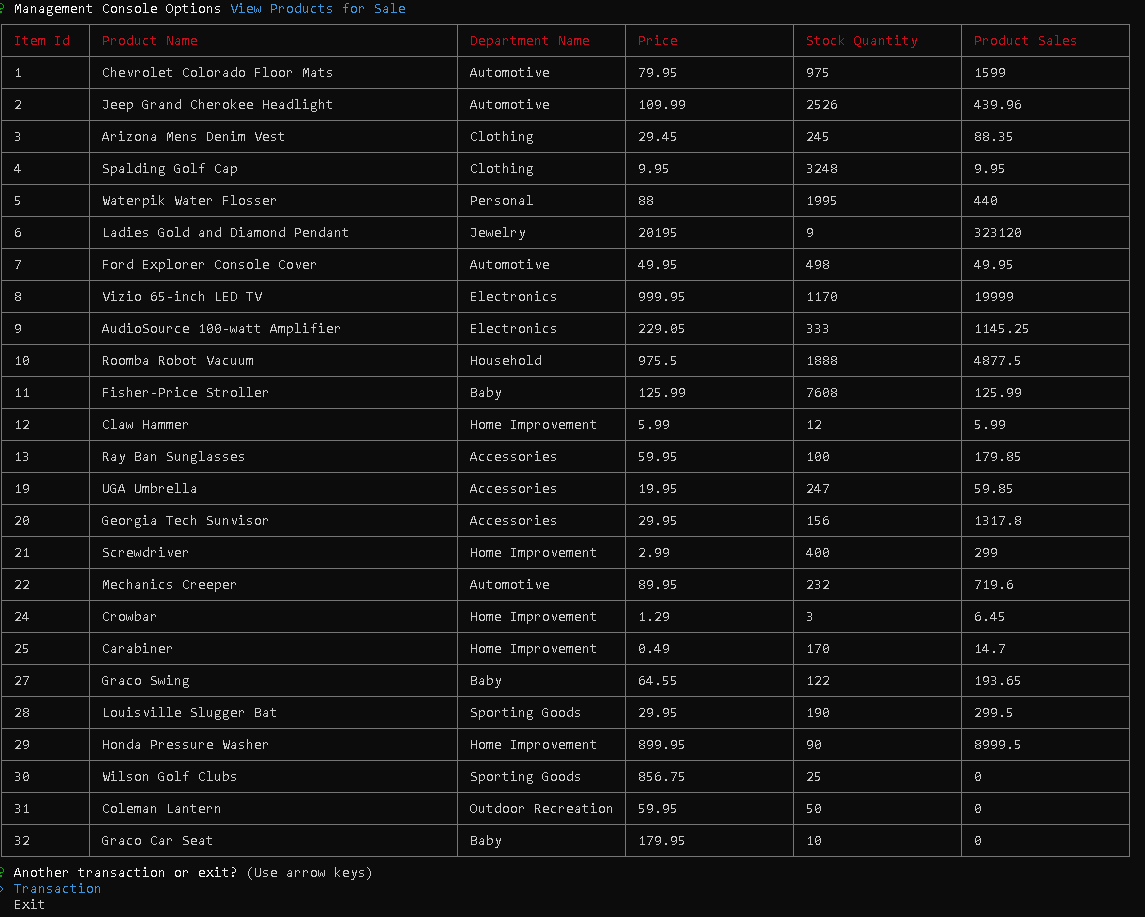 ? Management Console Options View Products for Sale
Item Id Product Name Department Name Price Stock Quantity Product Sales
1 Chevrolet Colorado Floor Mats Automotive 79.95 975 1599
2 Jeep Grand Cherokee Headlight Automotive 109.99 2526 439.96
3 Arizona Mens Denim Vest Clothing 29.45 245 88.35
4 Spalding Golf Cap Clothing 9.95 3248 9.95
5 Waterpik Water Flosser Personal 88 1995 440
6 Ladies Gold and Diamond Pendant Jewelry 20195 9 323120
7 Ford Explorer Console Cover Automotive 49.95 498 49.95
8 Vizio 65-inch LED TV Electronics 999.95 1170 19999
9 AudioSource 100-watt Amplifier Electronics 229.05 333 1145.25
10 Roomba Robot Vacuum Household 975.5 1888 4877.5
11 Fisher-Price Stroller Baby 125.99 7608 125.99
12 Claw Hammer Home Improvement 5.99 12 5.99
13 Ray Ban Sunglasses Accessories 59.95 100 179.85
19 UGA Umbrella Accessories 19.95 247 59.85
20 Georgia Tech Sunvisor Accessories 29.95 156 1317.8
21 Screwdriver Home Improvement 2.99 400 299
22 Mechanics Creeper Automotive 89.95 232 719.6
24 Crowbar Home Improvement 1.29 3 6.45
25 Carabiner Home Improvement 0.49 170 14.7
27 Graco Swing Baby 64.55 122 193.65
28 Louisville Slugger Bat Sporting Goods 29.95 190 299.5
29 Honda Pressure Washer Home Improvement 899.95 90 8999.5
30 Wilson Golf Clubs Sporting Goods 856.75 25 0
31 Coleman Lantern Outdoor Recreation 59.95 50 0
32 Graco Car Seat Baby 179.95 10 0
? Another transaction or exit? (Use arrow keys)
> Transaction
Exit